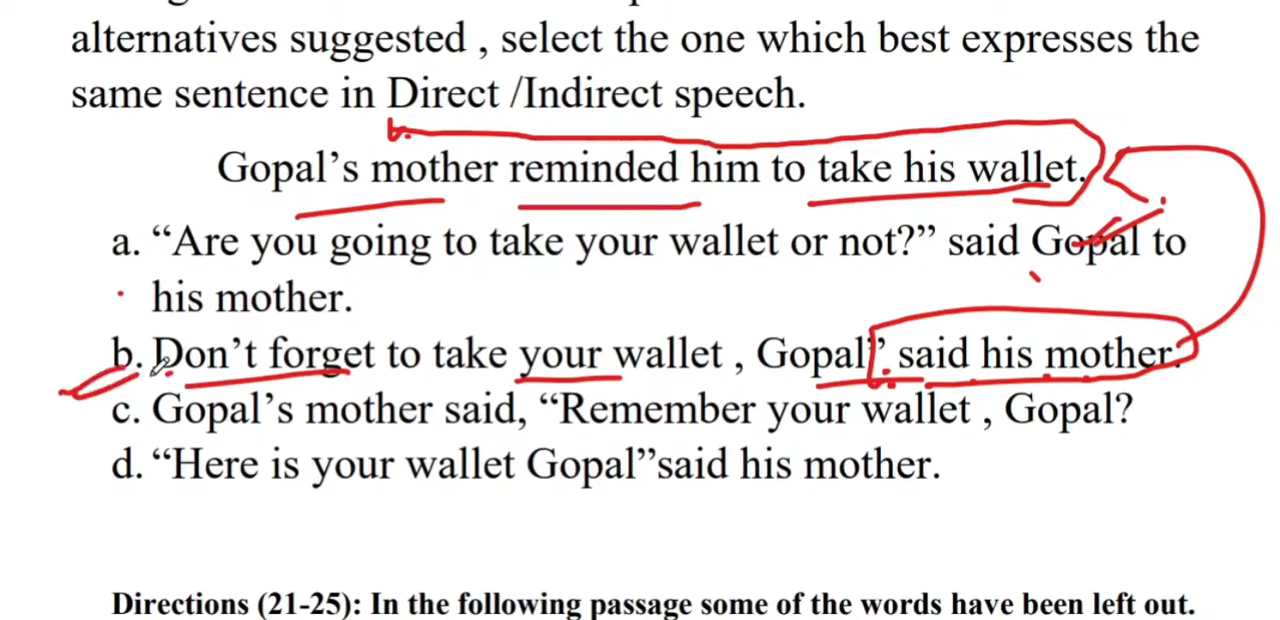 alternatives suggested , select the one which best expresses the
same sentence in Direct /Indirect speech.
Gopal’s mother reminded him to take his wallet.
a. “Are you going to take your wallet or not?” said Gopal to
his mother.
b. Don’t forget to take your wallet , Gopal” said his mother.
c. Gopal’s mother said, “Remember your wallet , Gopal?
d. “Here is your wallet Gopal”said his mother.
Directions (21-25): In the following passage some of the words have been left out.